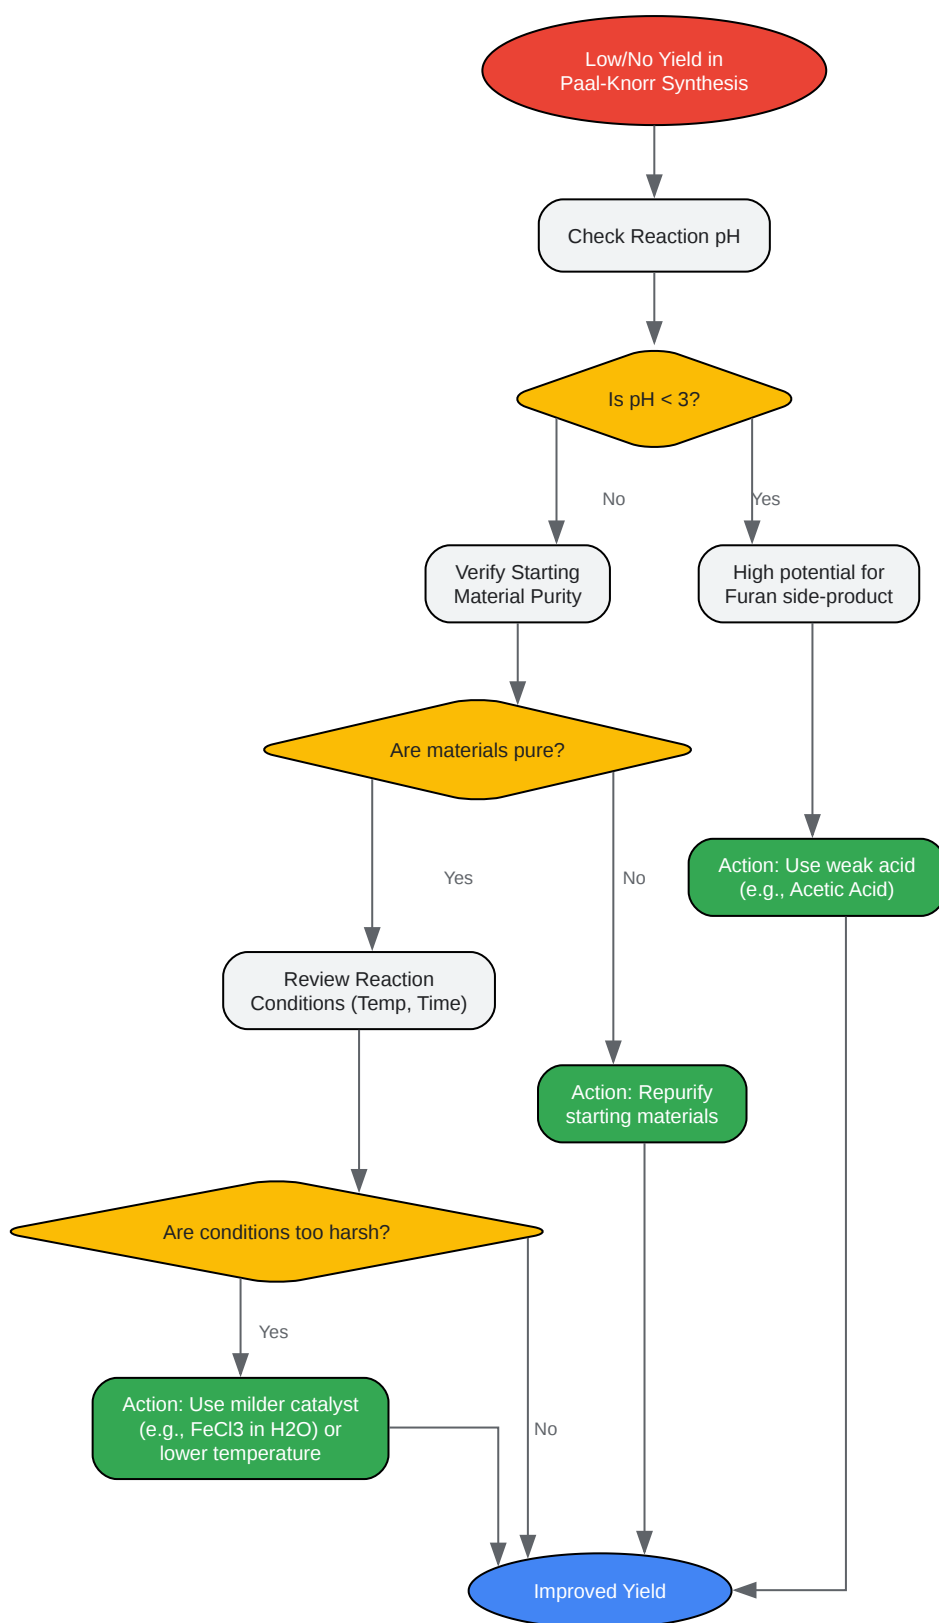 Low/No Yield in
Paal-Knorr Synthesis
Check Reaction pH
Is pH < 3?
No
Yes
Verify Starting
Material Purity
High potential for
Furan side-product
Are materials pure?
Yes
No
Action: Use weak acid
(e.g., Acetic Acid)
Review Reaction
Conditions (Temp, Time)
Action: Repurify
starting materials
Are conditions too harsh?
Yes
Action: Use milder catalyst
(e.g., FeCl3 in H2O) or
lower temperature
No
Improved Yield